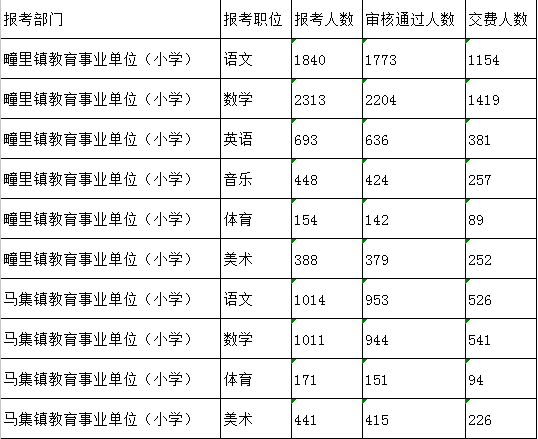 报考部门 报考职位 报考人数 审核通过人数 交费人数
疃里镇教育事业单位（小学） 语文 1840 1773 1154
疃里镇教育事业单位（小学） 数学 2313 2204 1419
疃里镇教育事业单位（小学） 英语 693 636 381
疃里镇教育事业单位（小学） 音乐 448 424 257
疃里镇教育事业单位（小学） 体育 154 142 89
疃里镇教育事业单位（小学） 美术 388 379 252
马集镇教育事业单位（小学） 语文 1014 953 526
马集镇教育事业单位（小学） 数学 1011 944 541
马集镇教育事业单位（小学） 体育 171 151 94
马集镇教育事业单位（小学） 美术 441 415 226